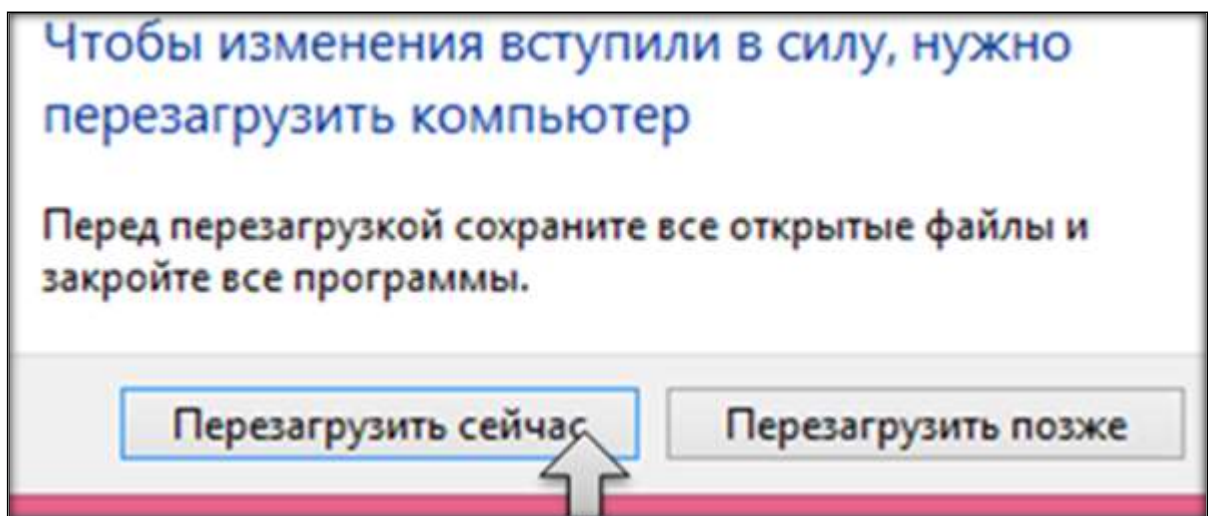 Чтобы изменения вступили в силу, нужно
перезагрузить компьютер
Перед перезагрузкой сохраните все открытые файлы и
закройте все программы.
Перезагрузить сейчас
Перезагрузить позже